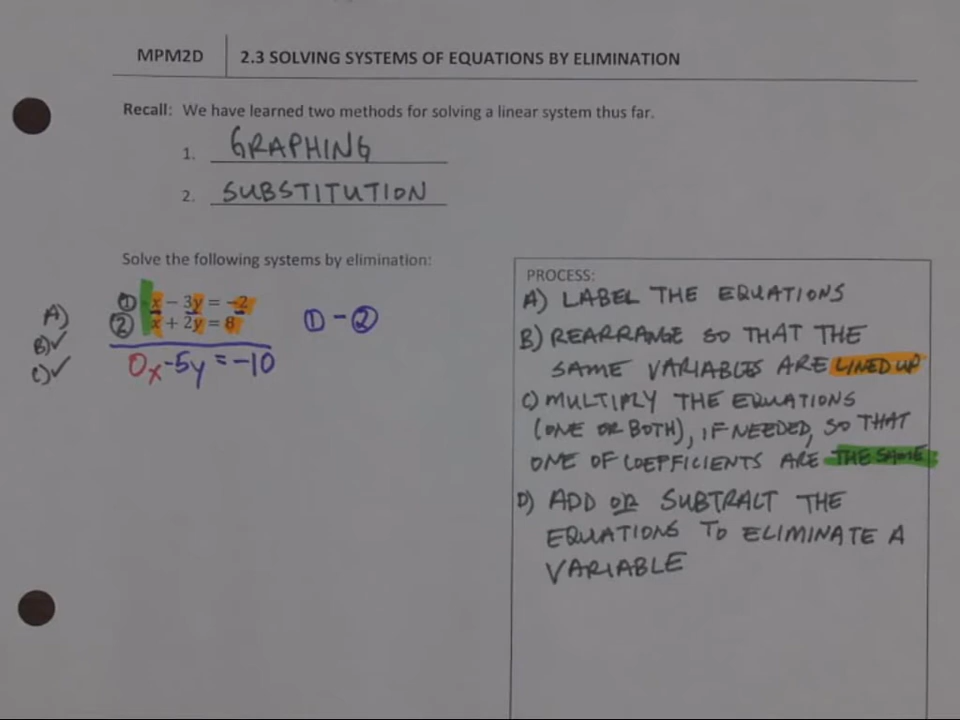 MPM2D 2.3 SOLVING SYSTEMS OF EQUATIONS BY ELIMINATION
Recall: We have learned two methods for solving a linear system thus far.
1. GRAPHING
2. SUBSTITUTION
Solve the following systems by elimination:
① x − 3y = −2
A) ② x + 2y = 8 ① - ②
B)✓
C)✓ 0x -5y = -10
PROCESS:
A) LABEL THE EQUATIONS
B) REARRANGE SO THAT THE
SAME VARIABLES ARE LINED UP
C) MULTIPLY THE EQUATIONS
(ONE OR BOTH), IF NEEDED, SO THAT
ONE OF COEFFICIENTS ARE THE SAME
D) ADD OR SUBTRACT THE
EQUATIONS TO ELIMINATE A
VARIABLE